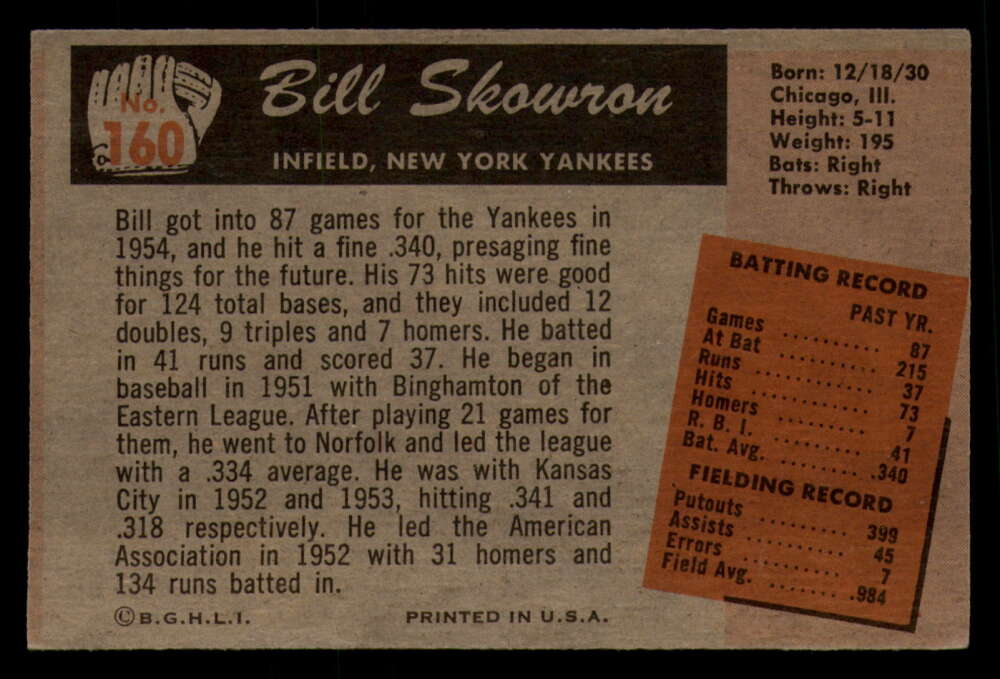 No.
160
Bill Skowron
INFIELD, NEW YORK YANKEES
Born: 12/18/30
Chicago, Ill.
Height: 5-11
Weight: 195
Bats: Right
Throws: Right
Bill got into 87 games for the Yankees in
1954, and he hit a fine .340, presaging fine
things for the future. His 73 hits were good
for 124 total bases, and they included 12
doubles, 9 triples and 7 homers. He batted
in 41 runs and scored 37. He began in
baseball in 1951 with Binghamton of the
Eastern League. After playing 21 games for
them, he went to Norfolk and led the league
with a .334 average. He was with Kansas
City in 1952 and 1953, hitting .341 and
.318 respectively. He led the American
Association in 1952 with 31 homers and
134 runs batted in.
BATTING RECORD
PAST YR.
Games .......... 87
At Bat .......... 215
Runs ............ 37
Hits ............ 73
Homers ......... 7
R. B. I. ......... 41
Bat. Avg. ........ .340
FIELDING RECORD
Putouts ......... 399
Assists .......... 45
Errors .......... 7
Field Avg. ....... .984
© B.G.H.L.I.
PRINTED IN U.S.A.